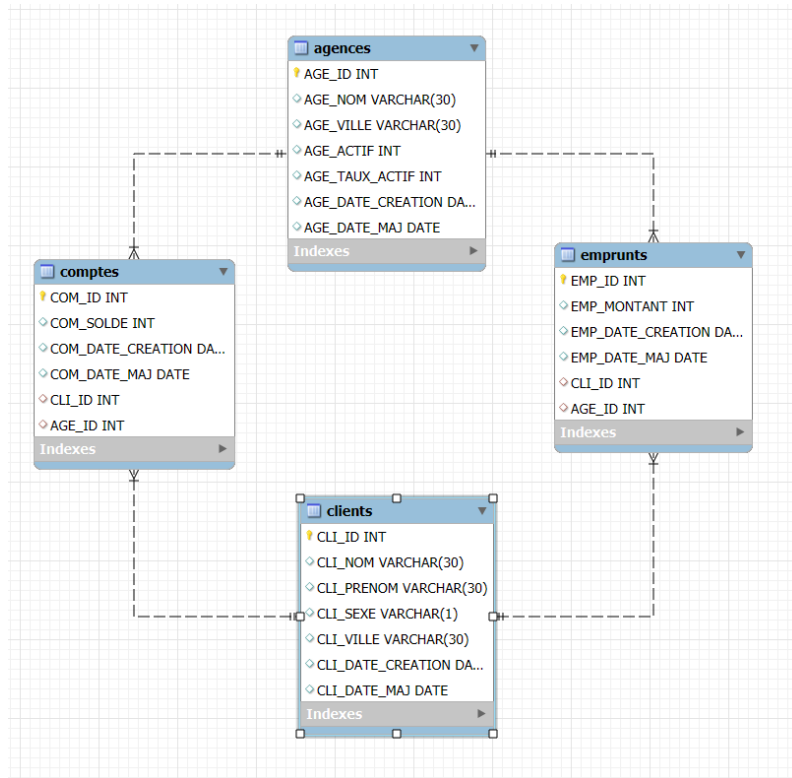 agences
AGE_ID INT
AGE_NOM VARCHAR(30)
AGE_VILLE VARCHAR(30)
AGE_ACTIF INT
AGE_TAUX_ACTIF INT
AGE_DATE_CREATION DA...
AGE_DATE_MAJ DATE
Indexes
comptes
COM_ID INT
COM_SOLDE INT
COM_DATE_CREATION DA...
COM_DATE_MAJ DATE
CLI_ID INT
AGE_ID INT
Indexes
emprunts
EMP_ID INT
EMP_MONTANT INT
EMP_DATE_CREATION DA...
EMP_DATE_MAJ DATE
CLI_ID INT
AGE_ID INT
Indexes
clients
CLI_ID INT
CLI_NOM VARCHAR(30)
CLI_PRENOM VARCHAR(30)
CLI_SEXE VARCHAR(1)
CLI_VILLE VARCHAR(30)
CLI_DATE_CREATION DA...
CLI_DATE_MAJ DATE
Indexes